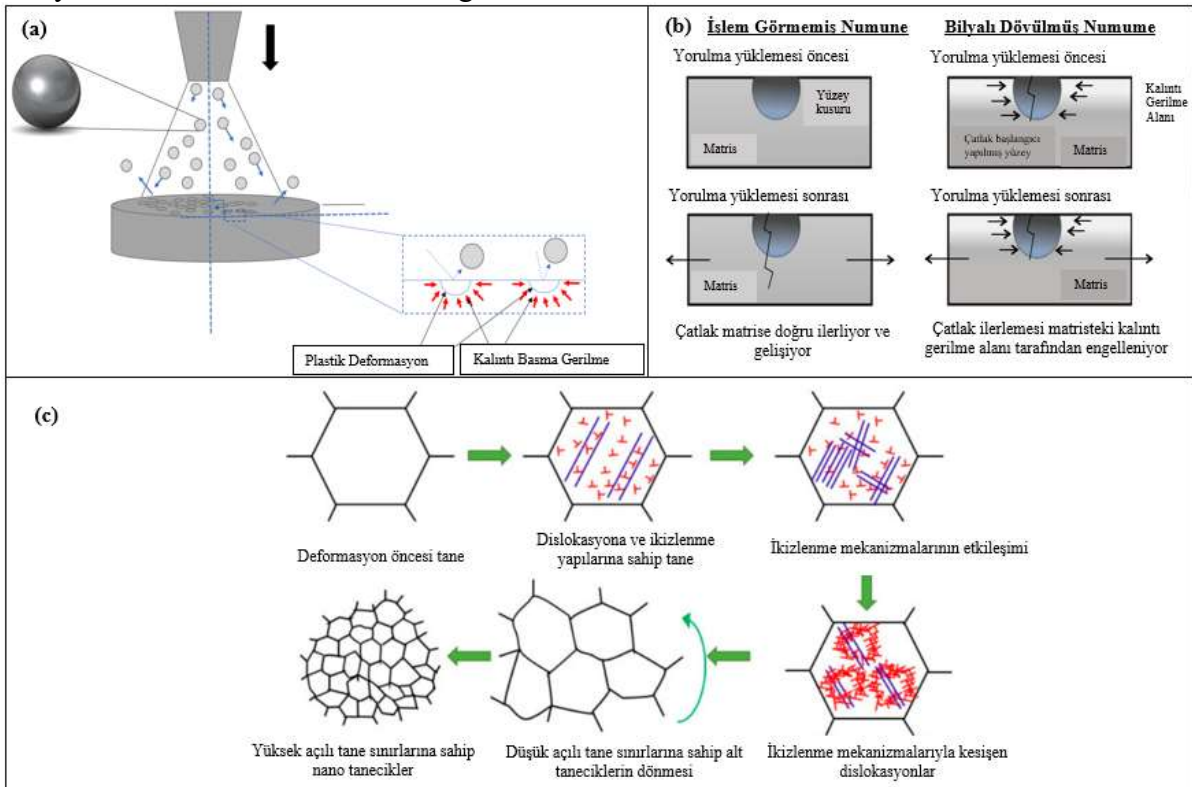 (a)
Plastik Deformasyon
Kalıntı Basma Gerilme
(b)
İşlem Görmemiş Numune
Bilyalı Dövülmüş Numume
Yorulma yüklemesi öncesi
Yorulma yüklemesi öncesi
Yüzey
kusuru
Matris
Kalıntı
Gerilme
Alanı
Çatlak başlangıcı
yapılmış yüzey
Matris
Yorulma yüklemesi sonrası
Yorulma yüklemesi sonrası
Matris
Matris
Çatlak matrise doğru ilerliyor ve
gelişiyor
Çatlak ilerlemesi matristeki kalıntı
gerilme alanı tarafından engelleniyor
(c)
Deformasyon öncesi tane
Dislokasyona ve ikizlenme
yapılarına sahip tane
İkizlenme mekanizmalarının etkileşimi
Yüksek açılı tane sınırlarına sahip
nano tanecikler
Düşük açılı tane sınırlarına sahip alt
taneciklerin dönmesi
İkizlenme mekanizmalarıyla kesişen
dislokasyonlar